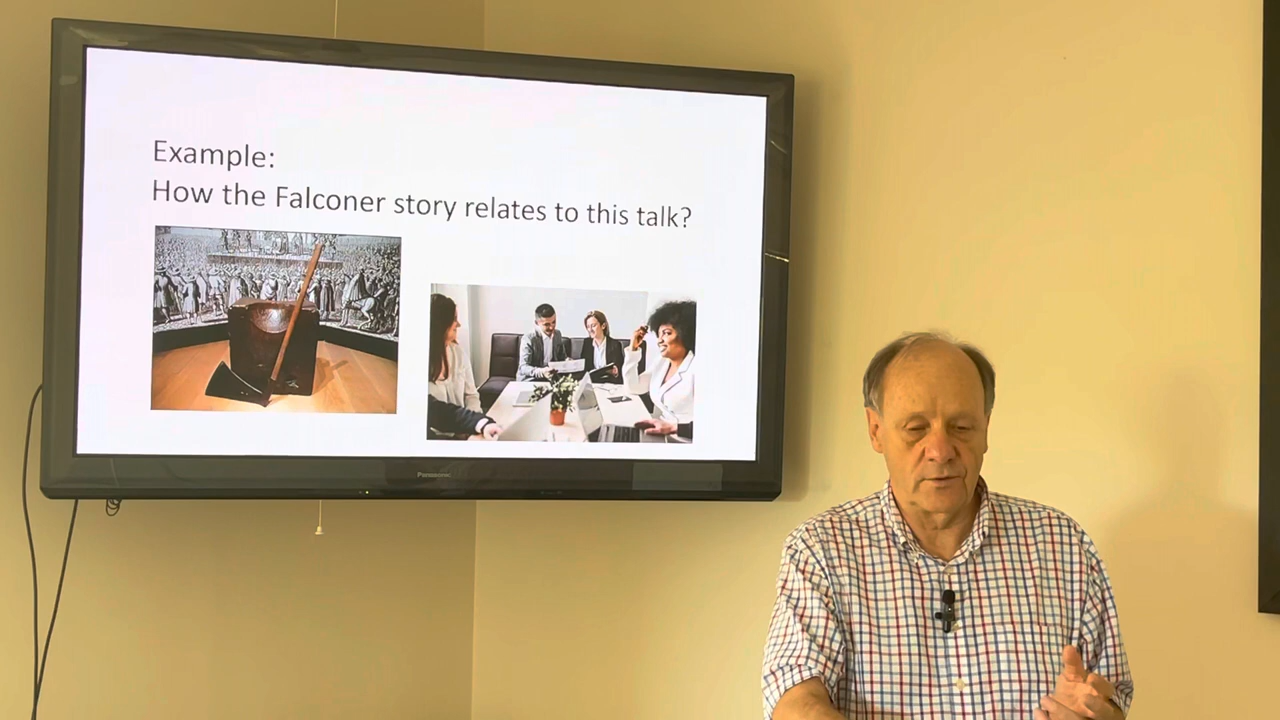 Example:
How the Falconer story relates to this talk?
Panasonic